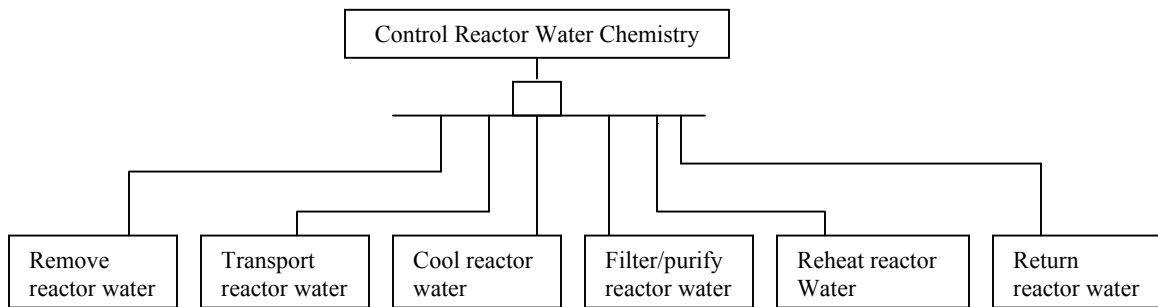 Control Reactor Water Chemistry
Remove
reactor water
Transport
reactor water
Cool reactor
water
Filter/purify
reactor water
Reheat reactor
Water
Return
reactor water